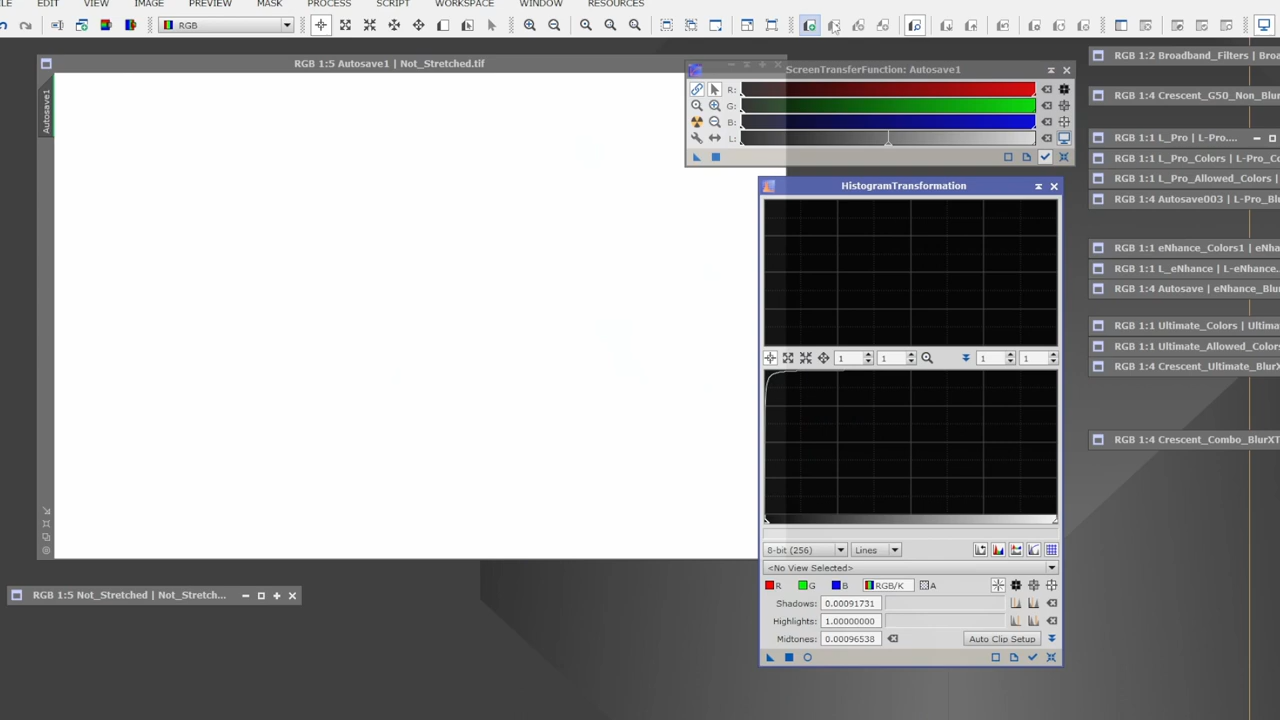 EDIT VIEW IMAGE PREVIEW MASK PROCESS SCRIPT WORKSPACE WINDOW RESOURCES
RGB
RGB 1:5 Autosave1 | Not_Stretched.tif
Autosave1
ScreenTransferFunction: Autosave1
R:
G:
B:
L:
HistogramTransformation
1 1 1 1
8-bit (256) Lines
<No View Selected>
R G B RGB/K A
Shadows: 0.00091731
Highlights: 1.00000000
Midtones: 0.00096538 Auto Clip Setup
RGB 1:5 Not_Stretched | Not_Stretch...
RGB 1:2 Broadband_Filters |
RGB 1:4 Crescent_G50_Non_Blur
RGB 1:1 L_Pro | L-Pro....
RGB 1:1 L_Pro_Colors | L-Pro_Co
RGB 1:1 L_Pro_Allowed_Colors |
RGB 1:4 Autosave003 | L-Pro_Blu
RGB 1:1 eNhance_Colors1 | eNha
RGB 1:1 L_eNhance | L-eNhance.
RGB 1:4 Autosave | eNhance_Blu
RGB 1:1 Ultimate_Colors | Ultima
RGB 1:1 Ultimate_Allowed_Colors
RGB 1:4 Crescent_Ultimate_BlurX
RGB 1:4 Crescent_Combo_BlurXT